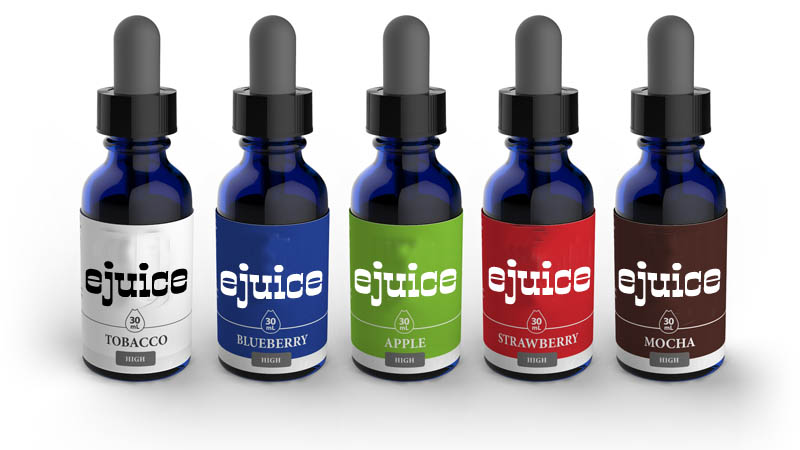 ejuice
30
mL
TOBACCO
HIGH
ejuice
30
mL
BLUEBERRY
HIGH
ejuice
30
mL
APPLE
HIGH
ejuice
30
mL
STRAWBERRY
HIGH
ejuice
30
mL
MOCHA
HIGH